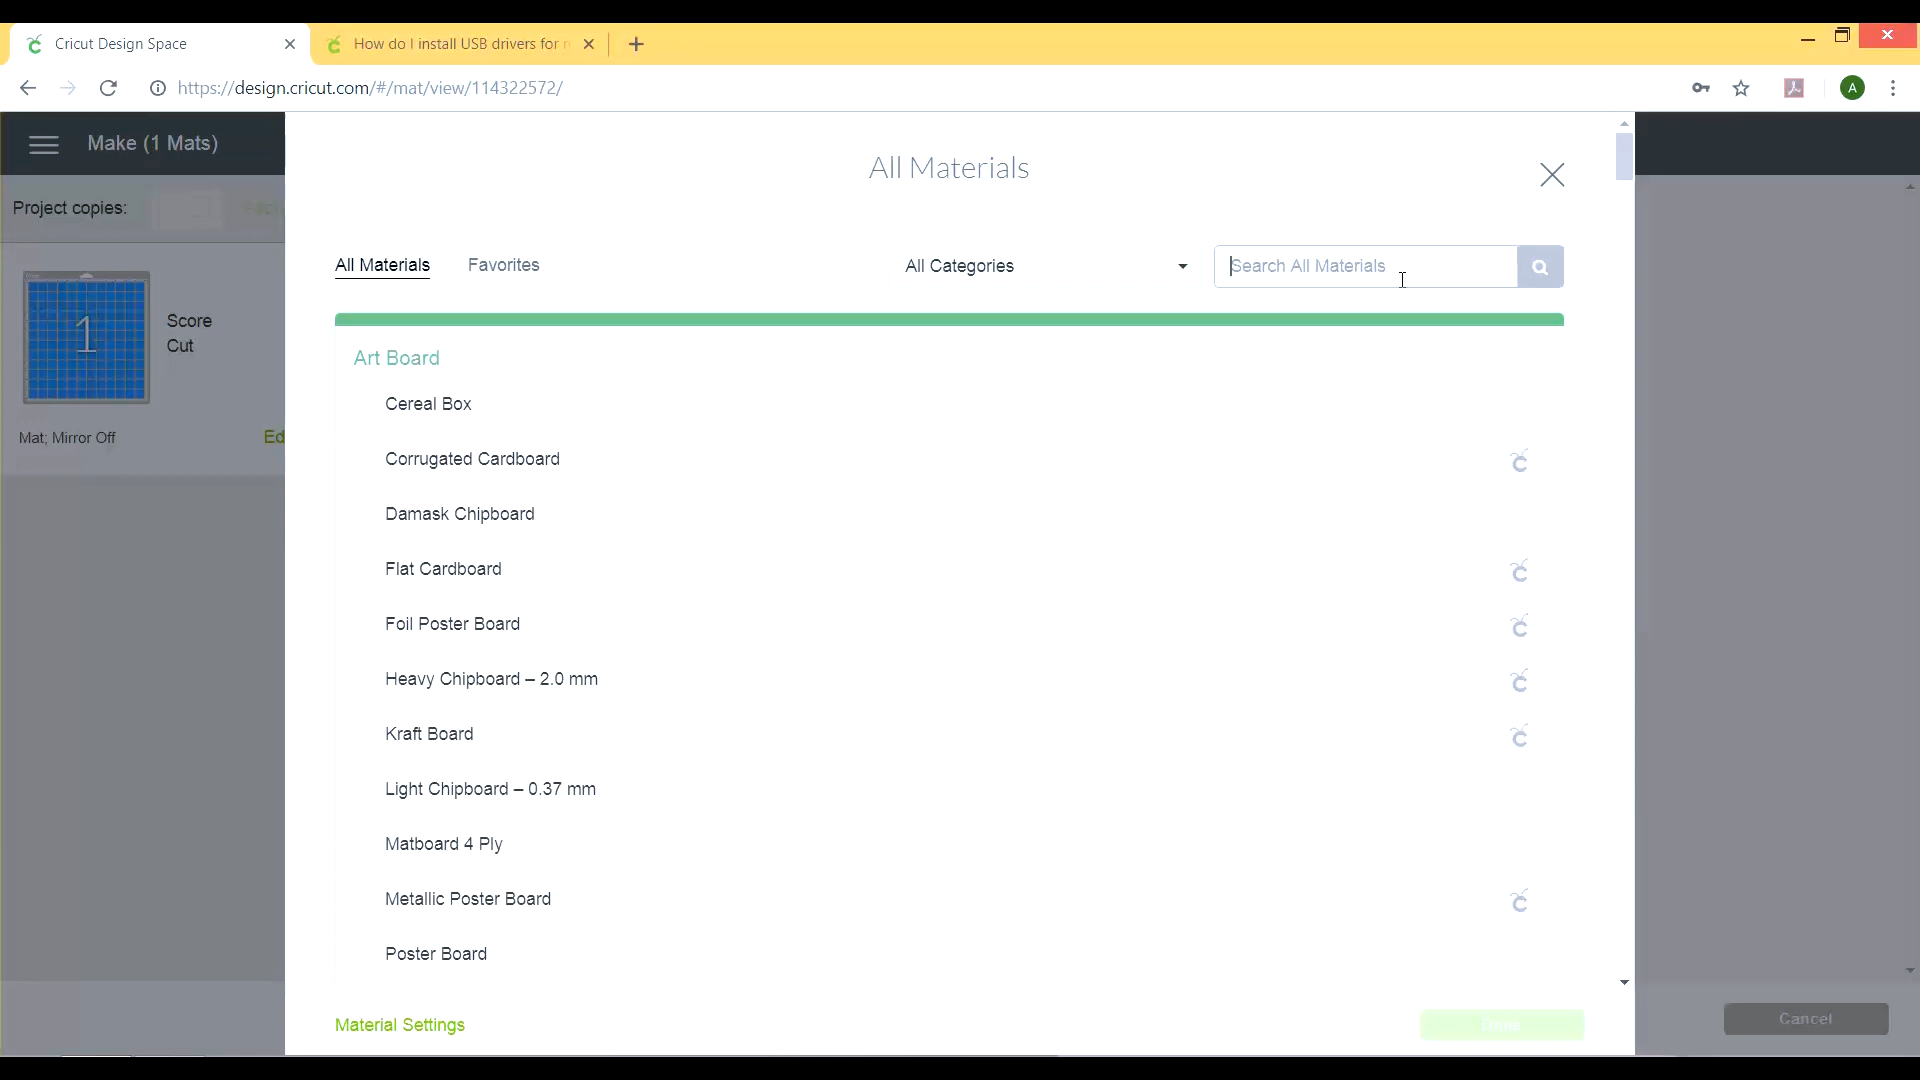 Cricut Design Space
How do I install USB drivers for
https://design.cricut.com/#/mat/view/114322572/
A
Make (1 Mats)
All Materials
Project copies:
All Materials
Favorites
All Categories
Search All Materials
1
Score
Cut
Mat; Mirror Off
Ed
Art Board
Cereal Box
Corrugated Cardboard
Damask Chipboard
Flat Cardboard
Foil Poster Board
Heavy Chipboard – 2.0 mm
Kraft Board
Light Chipboard – 0.37 mm
Matboard 4 Ply
Metallic Poster Board
Poster Board
Material Settings
Done
Cancel